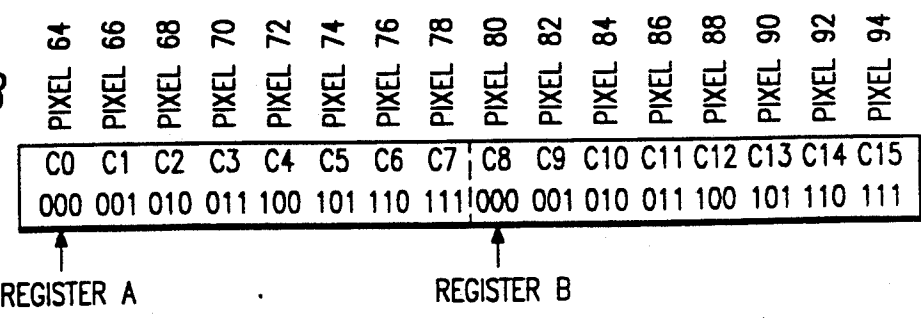 PIXEL 64 PIXEL 66 PIXEL 68 PIXEL 70 PIXEL 72 PIXEL 74 PIXEL 76 PIXEL 78 PIXEL 80 PIXEL 82 PIXEL 84 PIXEL 86 PIXEL 88 PIXEL 90 PIXEL 92 PIXEL 94
C0 C1 C2 C3 C4 C5 C6 C7 C8 C9 C10 C11 C12 C13 C14 C15
000 001 010 011 100 101 110 111 000 001 010 011 100 101 110 111
REGISTER A REGISTER B